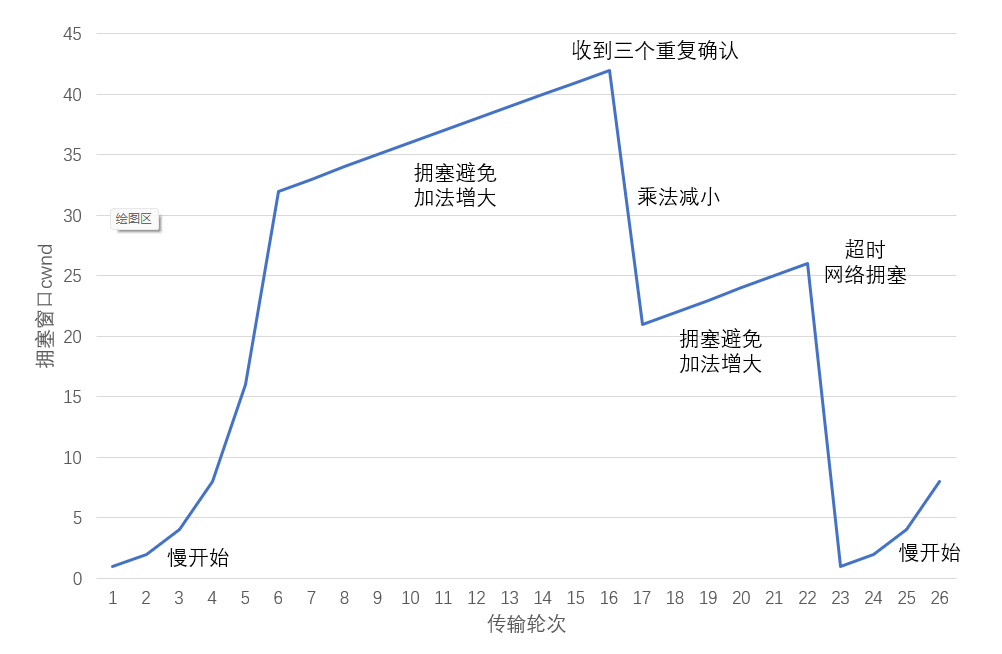 45
收到三个重复确认
40
35
拥塞避免
加法增大
乘法减小
30
绘图区
超时
网络拥塞
25
拥塞窗口cwnd
20
拥塞避免
加法增大
15
10
5
慢开始
慢开始
0
1 2 3 4 5 6 7 8 9 10 11 12 13 14 15 16 17 18 19 20 21 22 23 24 25 26
传输轮次